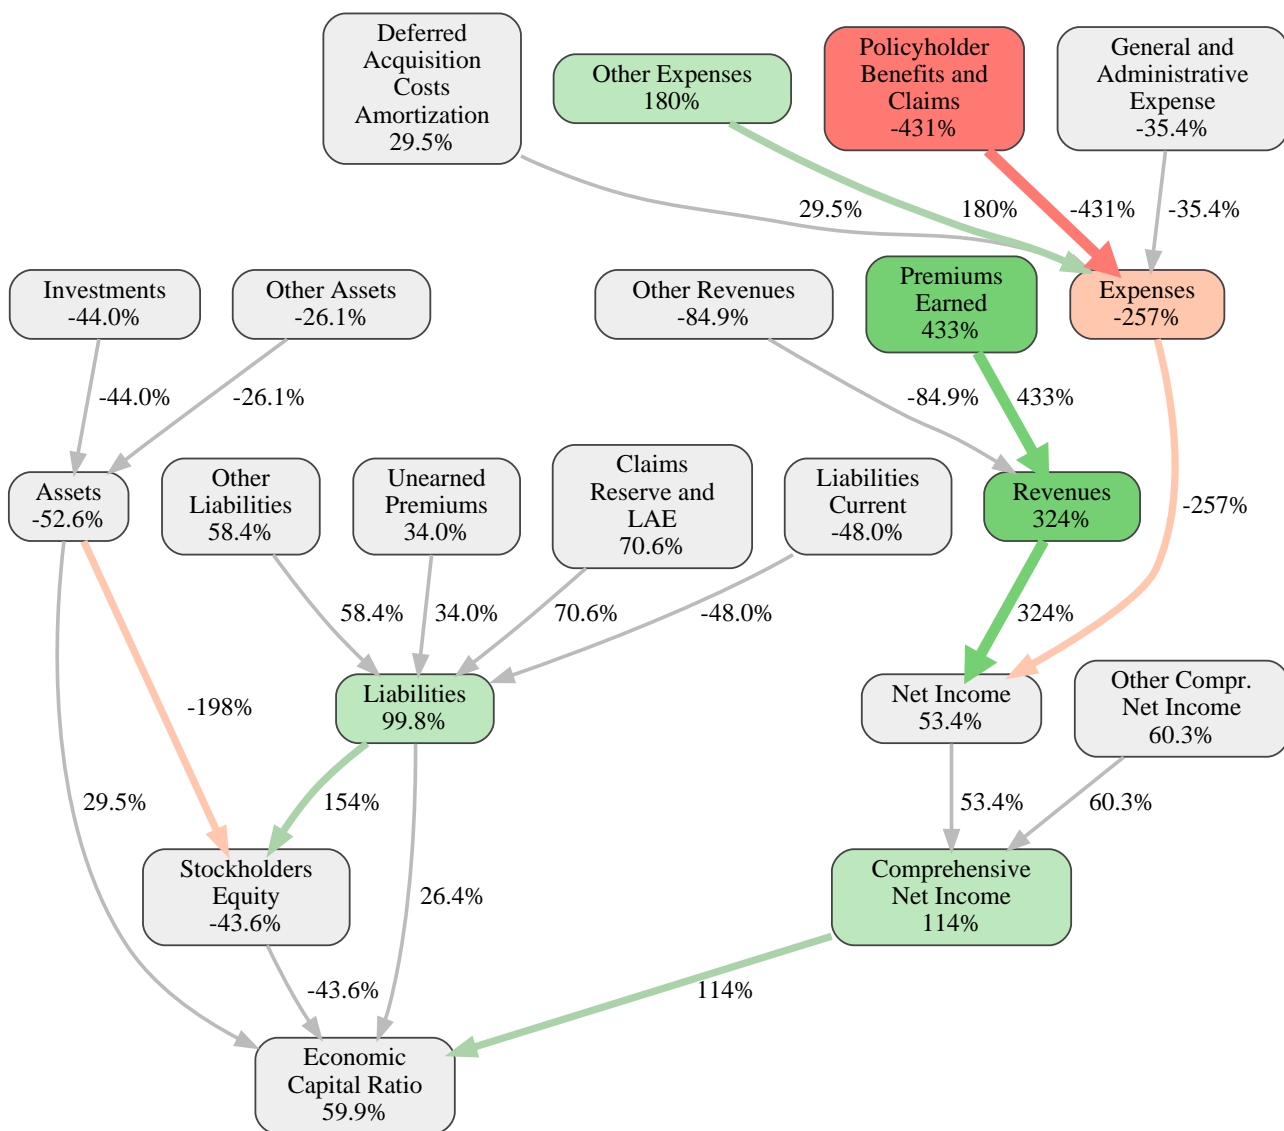 Deferred
Acquisition
Costs
Amortization
29.5%
Other Expenses
180%
Policyholder
Benefits and
Claims
-431%
General and
Administrative
Expense
-35.4%
29.5%
180%
-431%
-35.4%
Investments
-44.0%
Other Assets
-26.1%
Other Revenues
-84.9%
Premiums
Earned
433%
Expenses
-257%
-44.0%
-26.1%
-84.9%
433%
Assets
-52.6%
Other
Liabilities
58.4%
Unearned
Premiums
34.0%
Claims
Reserve and
LAE
70.6%
Liabilities
Current
-48.0%
Revenues
324%
-257%
58.4%
34.0%
70.6%
-48.0%
324%
Liabilities
99.8%
Net Income
53.4%
Other Compr.
Net Income
60.3%
-198%
29.5%
154%
53.4%
60.3%
Stockholders
Equity
-43.6%
26.4%
Comprehensive
Net Income
114%
-43.6%
114%
Economic
Capital Ratio
59.9%